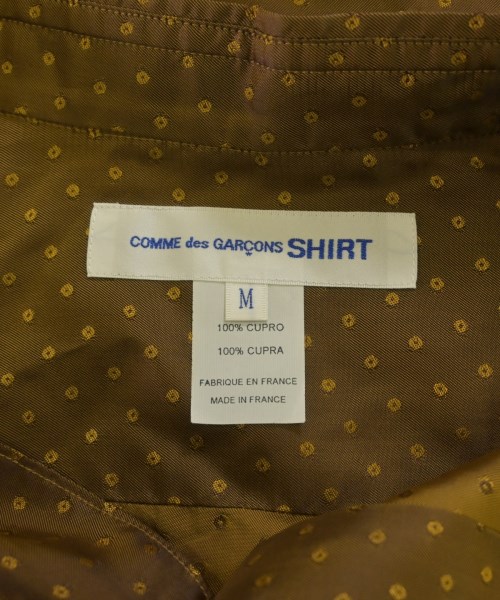 COMME des GARÇONS SHIRT
M
100% CUPRO
100% CUPRA
FABRIQUE EN FRANCE
MADE IN FRANCE